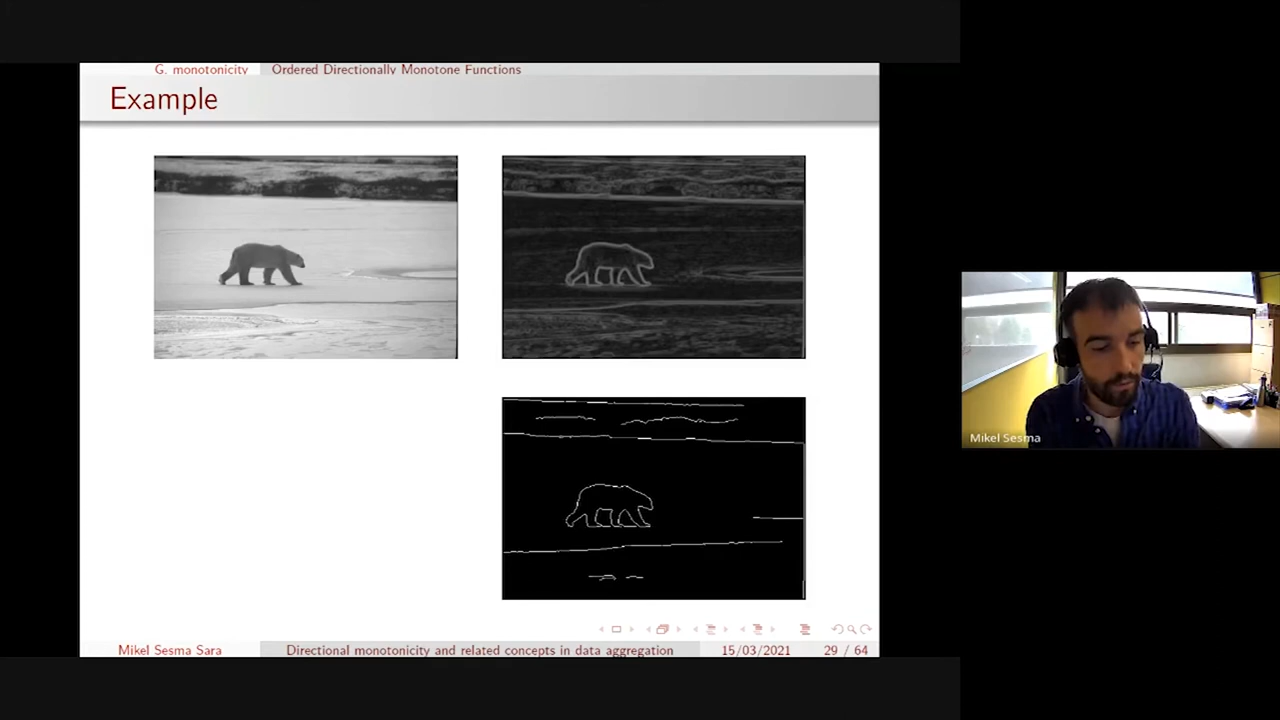 G. monotonicity Ordered Directionally Monotone Functions
Example
Mikel Sesma
Mikel Sesma Sara Directional monotonicity and related concepts in data aggregation 15/03/2021 29 / 64